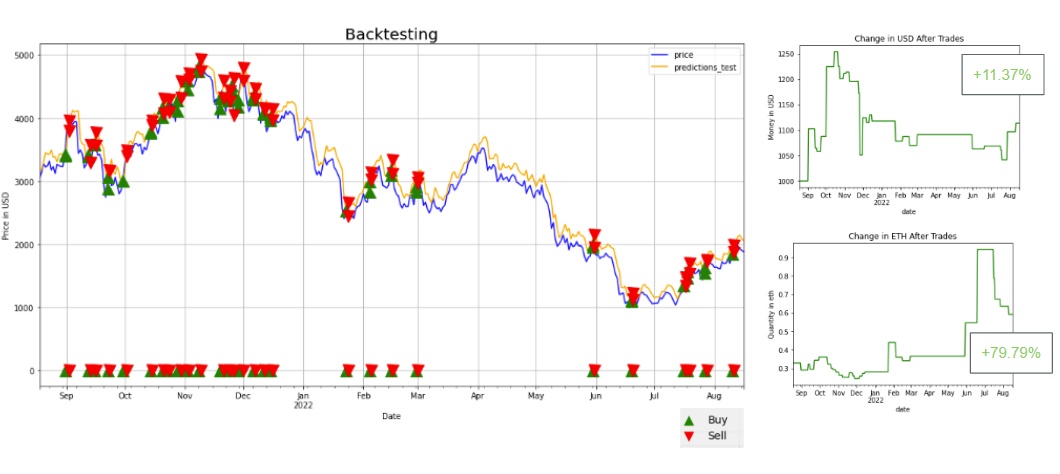 Backtesting
price
predictions_test
Price in USD
5000
4000
3000
2000
1000
0
Sep Oct Nov Dec Jan Feb Mar Apr May Jun Jul Aug
2022
Date
Buy
Sell
Change in USD After Trades
+11.37%
Money in USD
1250
1200
1150
1100
1050
1000
Sep Oct Nov Dec Jan Feb Mar Apr May Jun Jul Aug
2022
date
Change in ETH After Trades
Quantity in eth
0.9
0.8
0.7
0.6
0.5
0.4
0.3
+79.79%
Sep Oct Nov Dec Jan Feb Mar Apr May Jun Jul Aug
2022
date